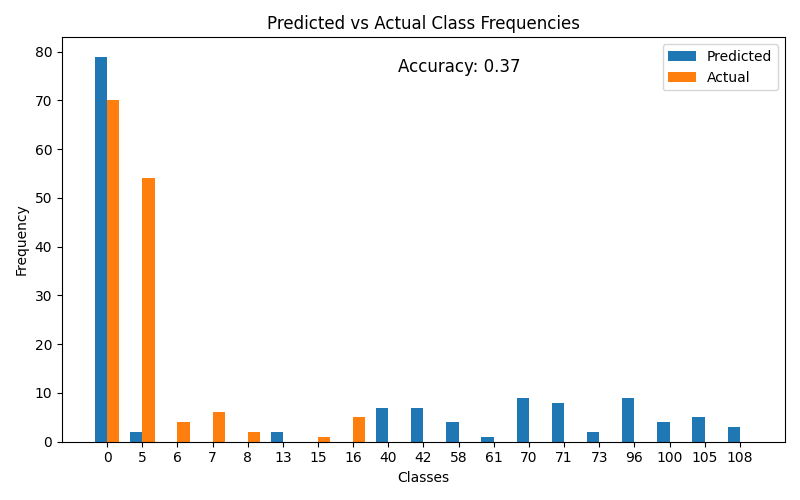 Predicted vs Actual Class Frequencies
Accuracy: 0.37
Predicted
Actual
Frequency
80
70
60
50
40
30
20
10
0
0 5 6 7 8 13 15 16 40 42 58 61 70 71 73 96 100 105 108
Classes